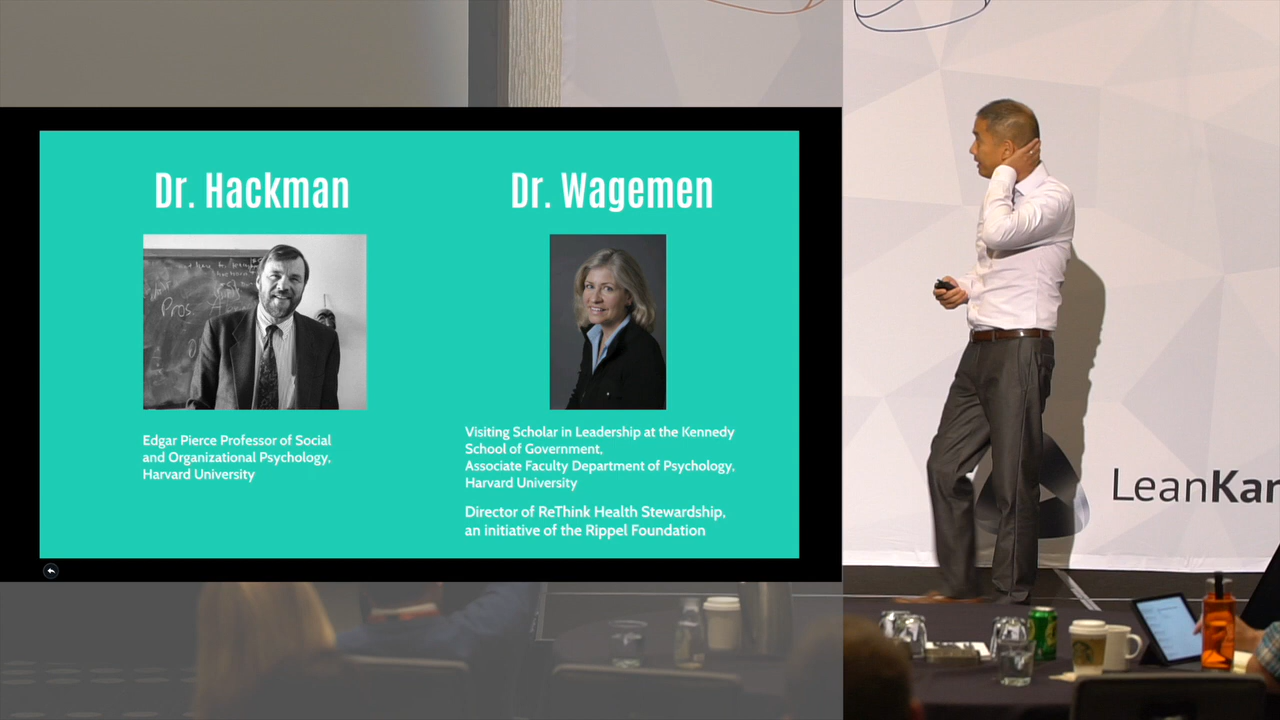 Dr. Hackman
Dr. Wagemen
Pros
Edgar Pierce Professor of Social
and Organizational Psychology,
Harvard University
Visiting Scholar in Leadership at the Kennedy
School of Government,
Associate Faculty Department of Psychology,
Harvard University
Director of ReThink Health Stewardship,
an initiative of the Rippel Foundation
LeanKan